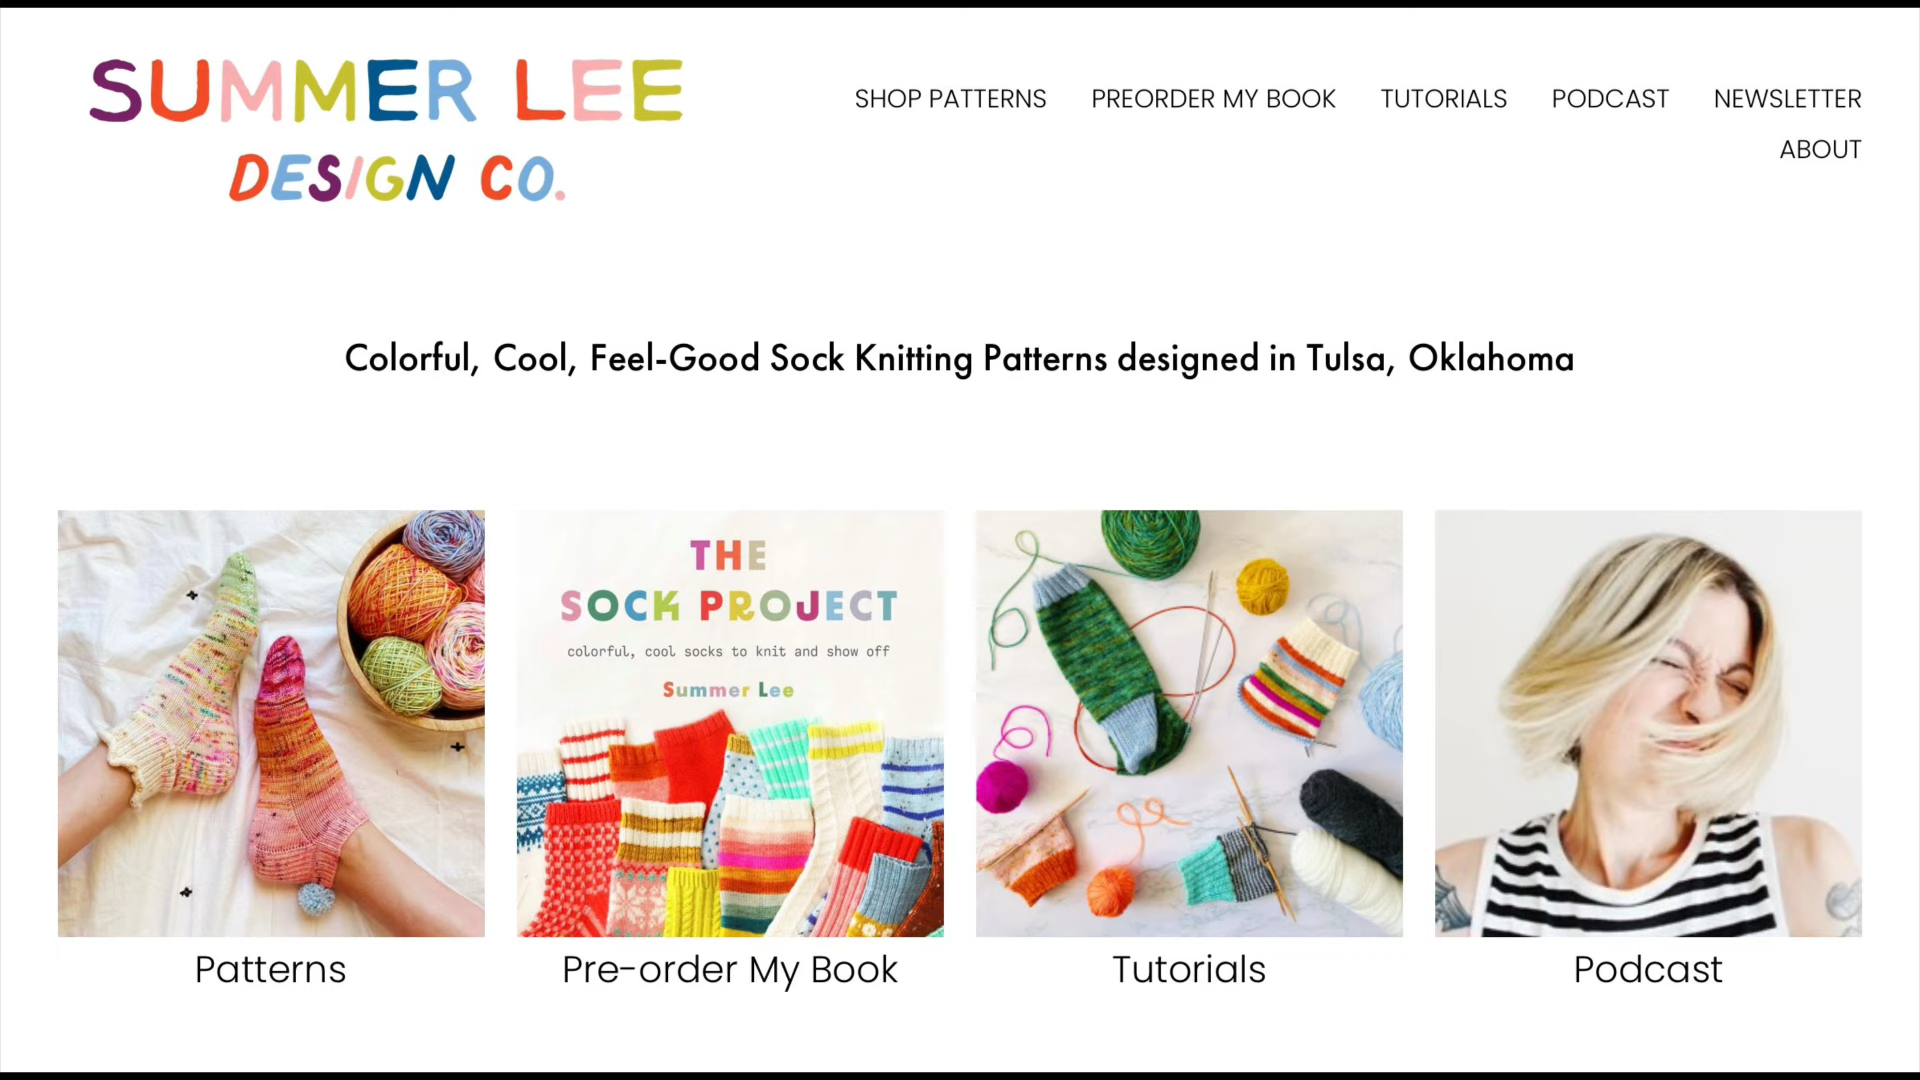 SUMMER LEE
DESIGN CO.
SHOP PATTERNS PREORDER MY BOOK TUTORIALS PODCAST NEWSLETTER
ABOUT
Colorful, Cool, Feel-Good Sock Knitting Patterns designed in Tulsa, Oklahoma
THE
SOCK PROJECT
colorful, cool socks to knit and show off
Summer Lee
Patterns
Pre-order My Book
Tutorials
Podcast